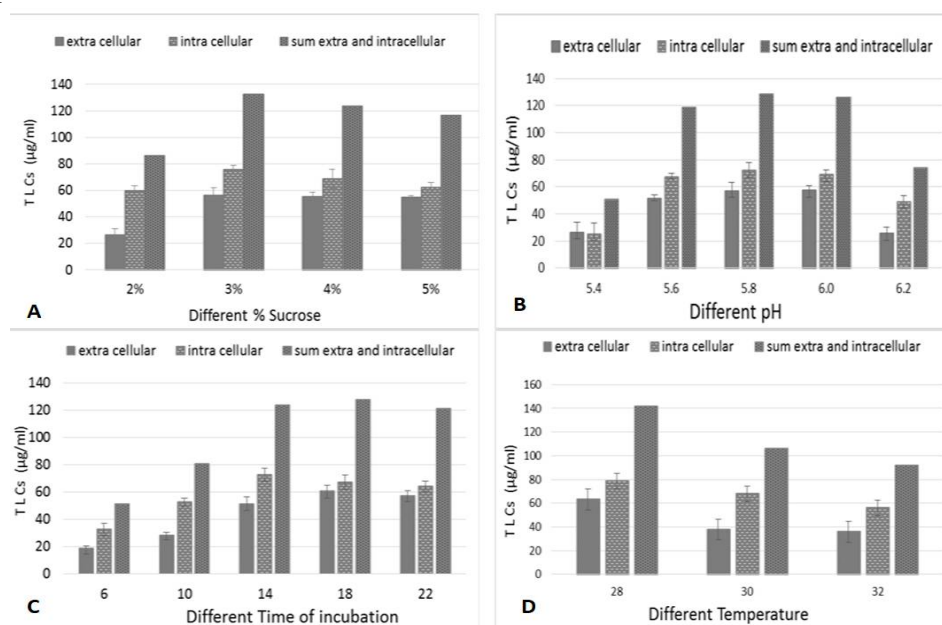 extra cellular intra cellular sum extra and intracellular
T L Cs (µg/ml)
140
120
100
80
60
40
20
0
2% 3% 4% 5%
Different % Sucrose
A
extra cellular intra cellular sum extra and intracellular
T L Cs (µg/ml)
140
120
100
80
60
40
20
0
5.4 5.6 5.8 6.0 6.2
Different pH
B
extra cellular intra cellular sum extra and intracellular
T L Cs (µg/ml)
140
120
100
80
60
40
20
0
6 10 14 18 22
Different Time of incubation
C
extra cellular intra cellular sum extra and intracellular
T L Cs (µg/ml)
160
140
120
100
80
60
40
20
0
28 30 32
Different Temperature
D